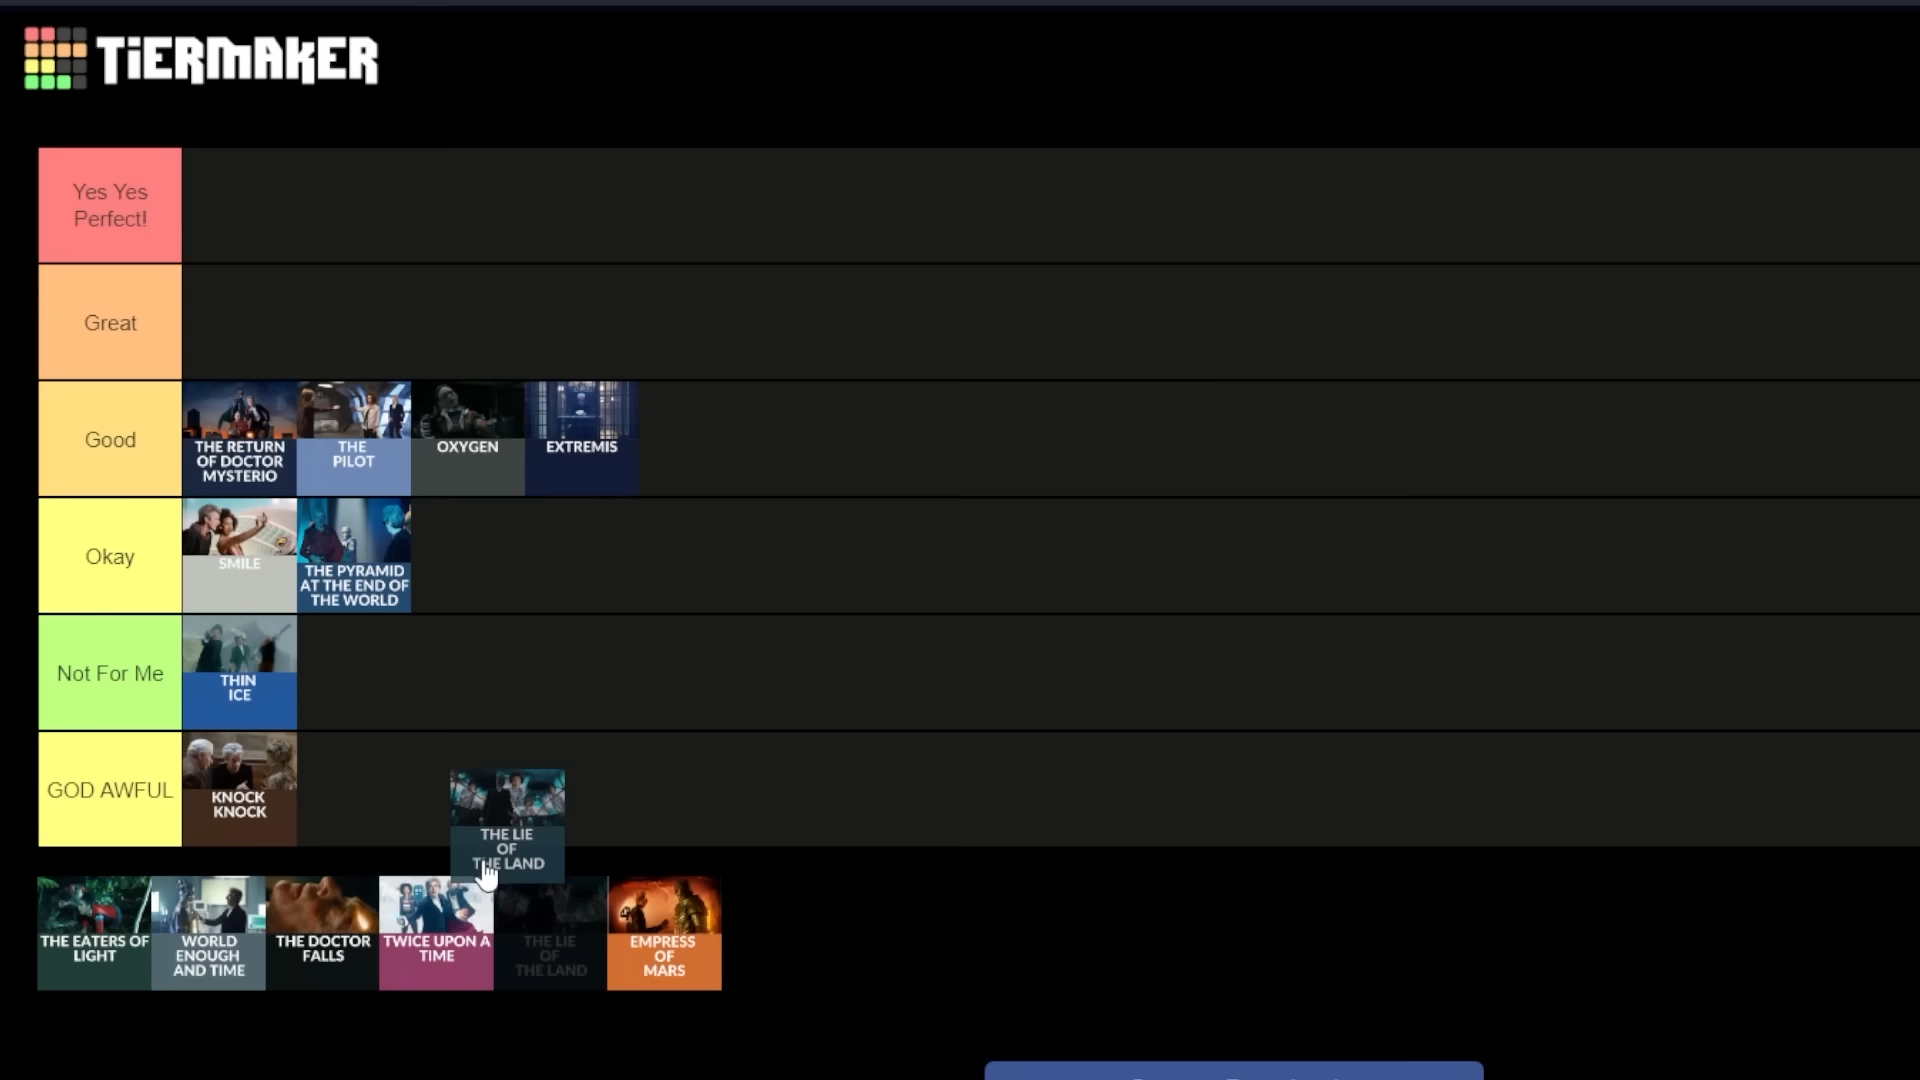 TiERMAKER
Yes Yes
Perfect!
Great
Good
THE RETURN
OF DOCTOR
MYSTERIO
THE
PILOT
OXYGEN
EXTREMIS
Okay
SMILE
THE PYRAMID
AT THE END OF
THE WORLD
Not For Me
THIN
ICE
GOD AWFUL
KNOCK
KNOCK
THE LIE
OF
THE LAND
THE EATERS OF
LIGHT
WORLD
ENOUGH
AND TIME
THE DOCTOR
FALLS
TWICE UPON A
TIME
THE LIE
OF
THE LAND
EMPRESS
OF
MARS